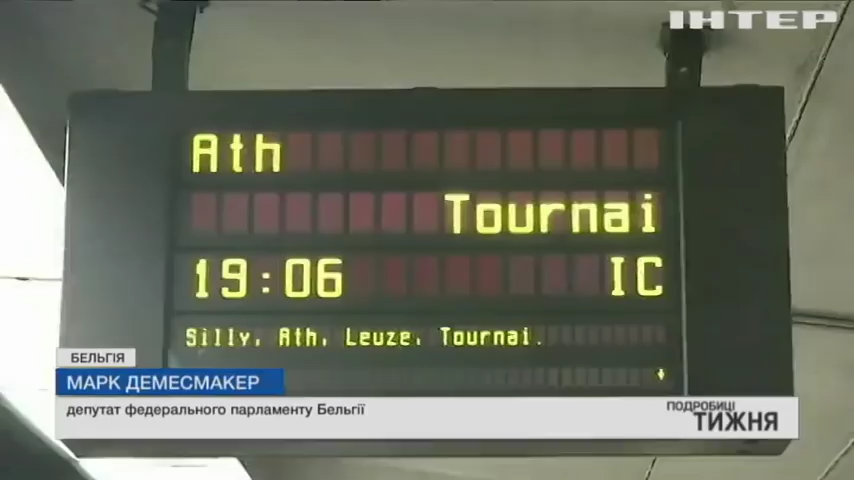 ІНТЕР
Ath
Tournai
19:06 IC
Silly, Ath, Leuze, Tournai.
БЕЛЬГІЯ
МАРК ДЕМЕСМАКЕР
депутат федерального парламенту Бельгії
ПОДРОБИЦІ
ТИЖНЯ